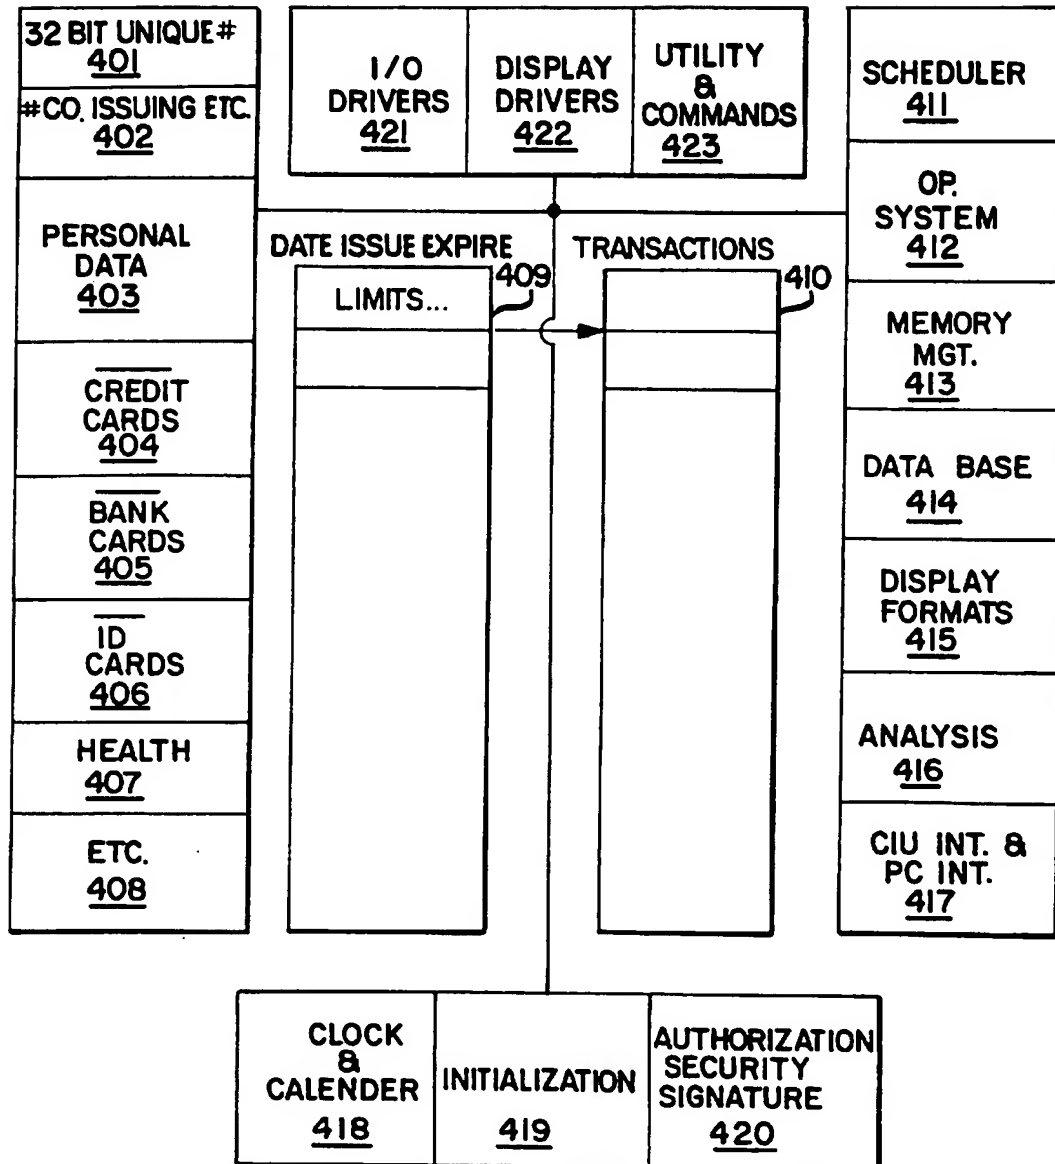 32 BIT UNIQUE#
401
#CO. ISSUING ETC.
402
PERSONAL
DATA
403
CREDIT
CARDS
404
BANK
CARDS
405
ID
CARDS
406
HEALTH
407
ETC.
408
I/O
DRIVERS
421
DISPLAY
DRIVERS
422
UTILITY
&
COMMANDS
423
DATE ISSUE EXPIRE
LIMITS...
409
TRANSACTIONS
410
SCHEDULER
411
OP.
SYSTEM
412
MEMORY
MGT.
413
DATA BASE
414
DISPLAY
FORMATS
415
ANALYSIS
416
CIU INT. &
PC INT.
417
CLOCK
&
CALENDER
418
INITIALIZATION
419
AUTHORIZATION
SECURITY
SIGNATURE
420